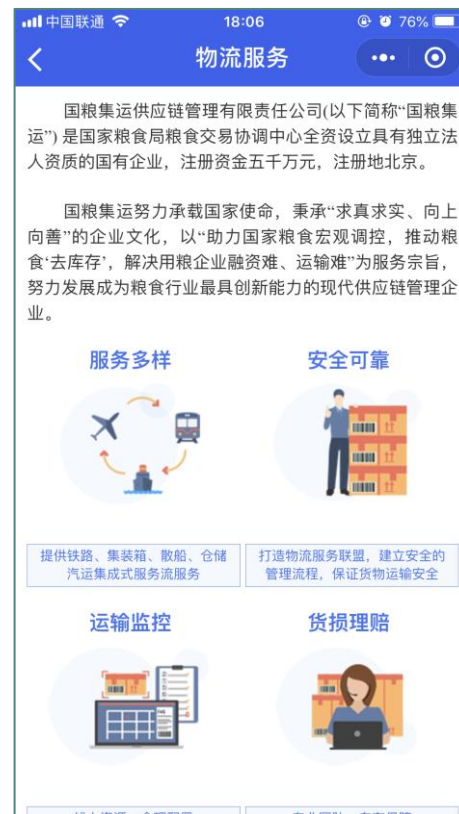 中国联通 18:06 76%
物流服务
国粮集运供应链管理有限责任公司(以下简称“国粮集
运”) 是国家粮食局粮食交易协调中心全资设立具有独立法
人资质的国有企业，注册资金五千万元，注册地北京。
国粮集运努力承载国家使命，秉承“求真求实、向上
向善”的企业文化，以“助力国家粮食宏观调控，推动粮
食‘去库存’，解决用粮企业融资难、运输难”为服务宗旨，
努力发展成为粮食行业最具创新能力的现代供应链管理企
业。
服务多样 安全可靠
提供铁路、集装箱、散船、仓储
汽运集成式服务流服务
打造物流服务联盟，建立安全的
管理流程，保证货物运输安全
运输监控 货损理赔